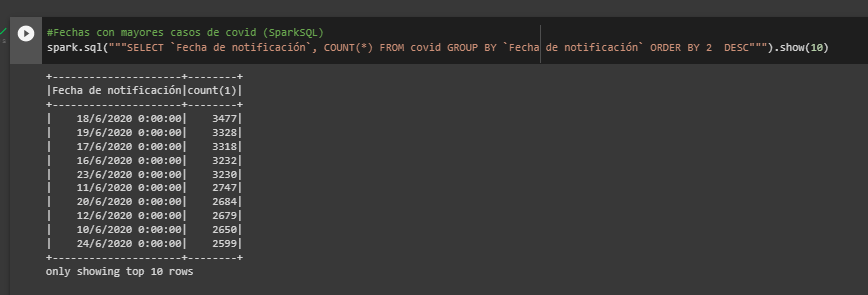 #Fechas con mayores casos de covid (SparkSQL)
spark.sql("""SELECT `Fecha de notificación`, COUNT(*) FROM covid GROUP BY `Fecha de notificación` ORDER BY 2  DESC""").show(10)
+---------------------+--------+
|Fecha de notificación|count(1)|
+---------------------+--------+
|    18/6/2020 0:00:00|    3477|
|    19/6/2020 0:00:00|    3328|
|    17/6/2020 0:00:00|    3318|
|    16/6/2020 0:00:00|    3232|
|    23/6/2020 0:00:00|    3230|
|    11/6/2020 0:00:00|    2747|
|    20/6/2020 0:00:00|    2684|
|    12/6/2020 0:00:00|    2679|
|    10/6/2020 0:00:00|    2650|
|    24/6/2020 0:00:00|    2599|
+---------------------+--------+
only showing top 10 rows